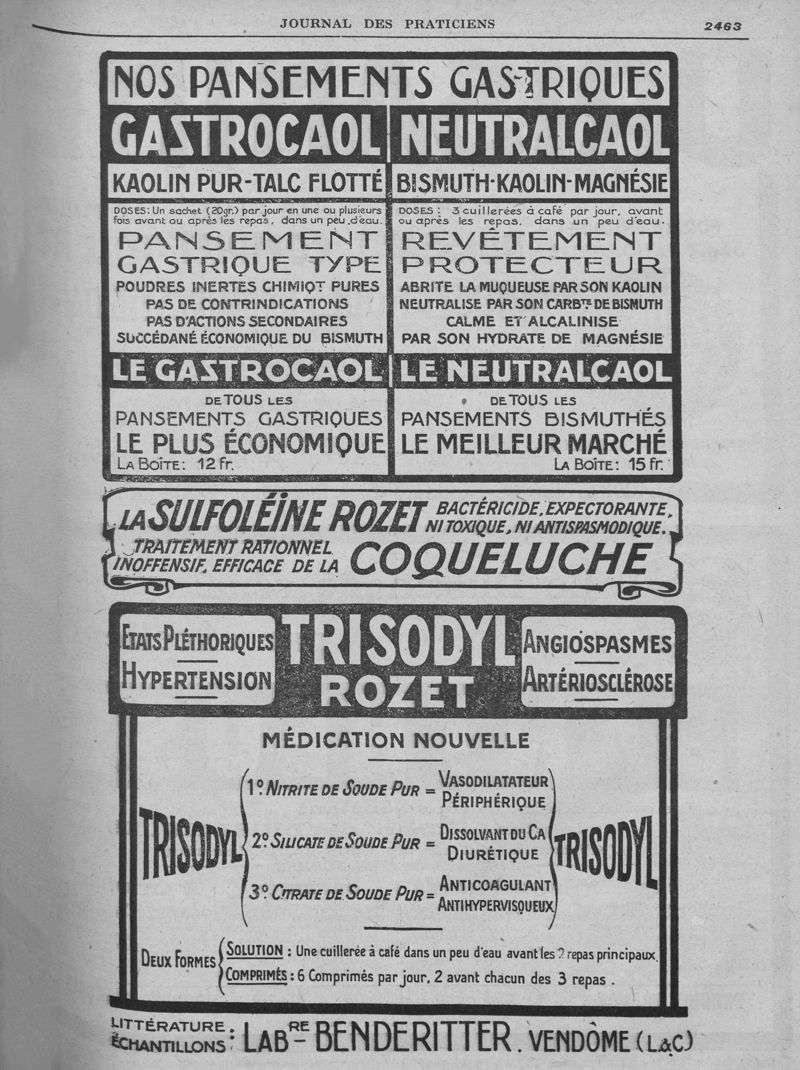 JOURNAL DES PRATICIENS
2463
NOS PANSEMENTS GASTRIQUES
GASTROCAOL
KAOLIN PUR-TALC FLOTTÉ
DOSES: Un sachet (20gr.) par jour en une ou plusieurs
fois avant ou après les repas, dans un peu d'eau.
PANSEMENT
GASTRIQUE TYPE
POUDRES INERTES CHIMIQT PURES
PAS DE CONTRINDICATIONS
PAS D'ACTIONS SECONDAIRES
SUCCÉDANÉ ÉCONOMIQUE DU BISMUTH
LE GASTROCAOL
DE TOUS LES
PANSEMENTS GASTRIQUES
LE PLUS ÉCONOMIQUE
LA BOÎTE: 12 fr.
NEUTRALCAOL
BISMUTH-KAOLIN-MAGNÉSIE
DOSES: 3 cuillerées à café par jour, avant
ou après les repas, dans un peu d'eau.
REVÊTEMENT
PROTECTEUR
ABRITE LA MUQUEUSE PAR SON KAOLIN
NEUTRALISE PAR SON CARBTE DE BISMUTH
CALME ET ALCALINISE
PAR SON HYDRATE DE MAGNÉSIE
LE NEUTRALCAOL
DE TOUS LES
PANSEMENTS BISMUTHÉS
LE MEILLEUR MARCHÉ
LA BOÎTE: 15 fr.
LA SULFOLÉÏNE ROZET BACTÉRICIDE, EXPECTORANTE,
NI TOXIQUE, NI ANTISPASMODIQUE.
TRAITEMENT RATIONNEL
INOFFENSIF, EFFICACE DE LA COQUELUCHE
ETATS PLÉTHORIQUES
HYPERTENSION
TRISODYL
ROZET
ANGIOSPASMES
ARTÉRIOSCLÉROSE
MÉDICATION NOUVELLE
TRISODYL
1º. NITRITE DE SOUDE PUR = VASODILATATEUR
PÉRIPHÉRIQUE
2º. SILICATE DE SOUDE PUR = DISSOLVANT DU CA
DIURÉTIQUE
3º. CITRATE DE SOUDE PUR = ANTICOAGULANT
ANTIHYPERVISQUEUX
TRISODYL
DEUX FORMES
SOLUTION : Une cuillerée à café dans un peu d'eau avant les 2 repas principaux.
COMPRIMÉS : 6 Comprimés par jour, 2 avant chacun des 3 repas.
LITTÉRATURE.
ÉCHANTILLONS: LABRE BENDERITTER. VENDÔME (L&C)